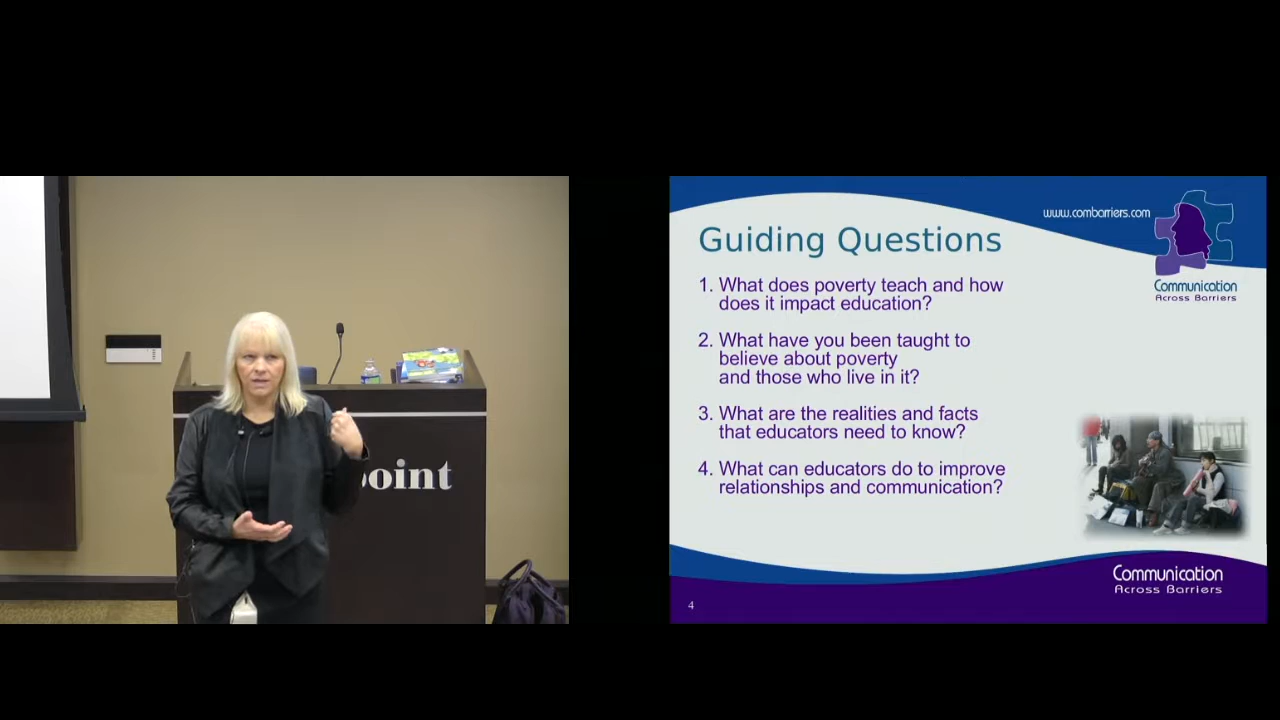 point
www.combarriers.com
Communication
Across Barriers
Guiding Questions
1. What does poverty teach and how
does it impact education?
2. What have you been taught to
believe about poverty
and those who live in it?
3. What are the realities and facts
that educators need to know?
4. What can educators do to improve
relationships and communication?
Communication
Across Barriers
4